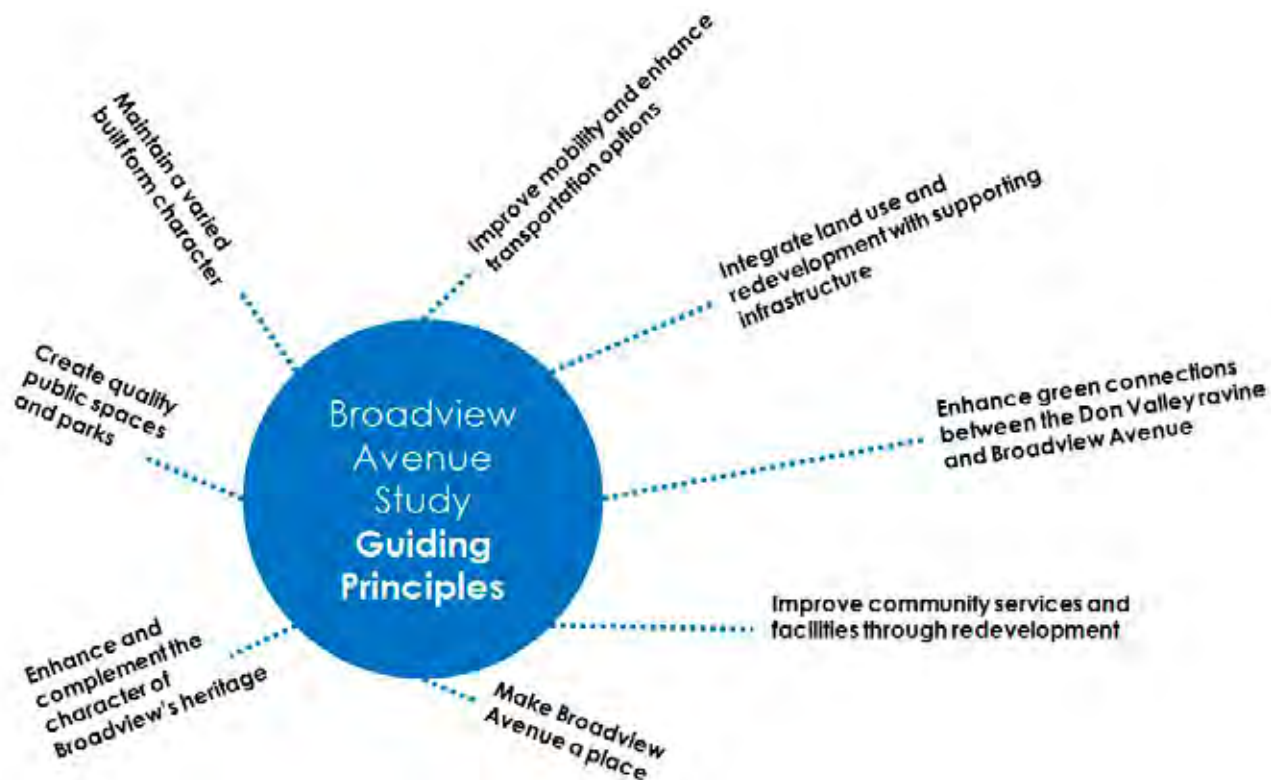 Maintain a varied
built form character
Improve mobility and enhance
transportation options
Integrate land use and
redevelopment with supporting
infrastructure
Enhance green connections
between the Don Valley ravine
and Broadview Avenue
Improve community services and
facilities through redevelopment
Make Broadview
Avenue a place
Enhance and
complement the
character of
Broadview's heritage
Create quality
public spaces
and parks
Broadview
Avenue
Study
Guiding
Principles